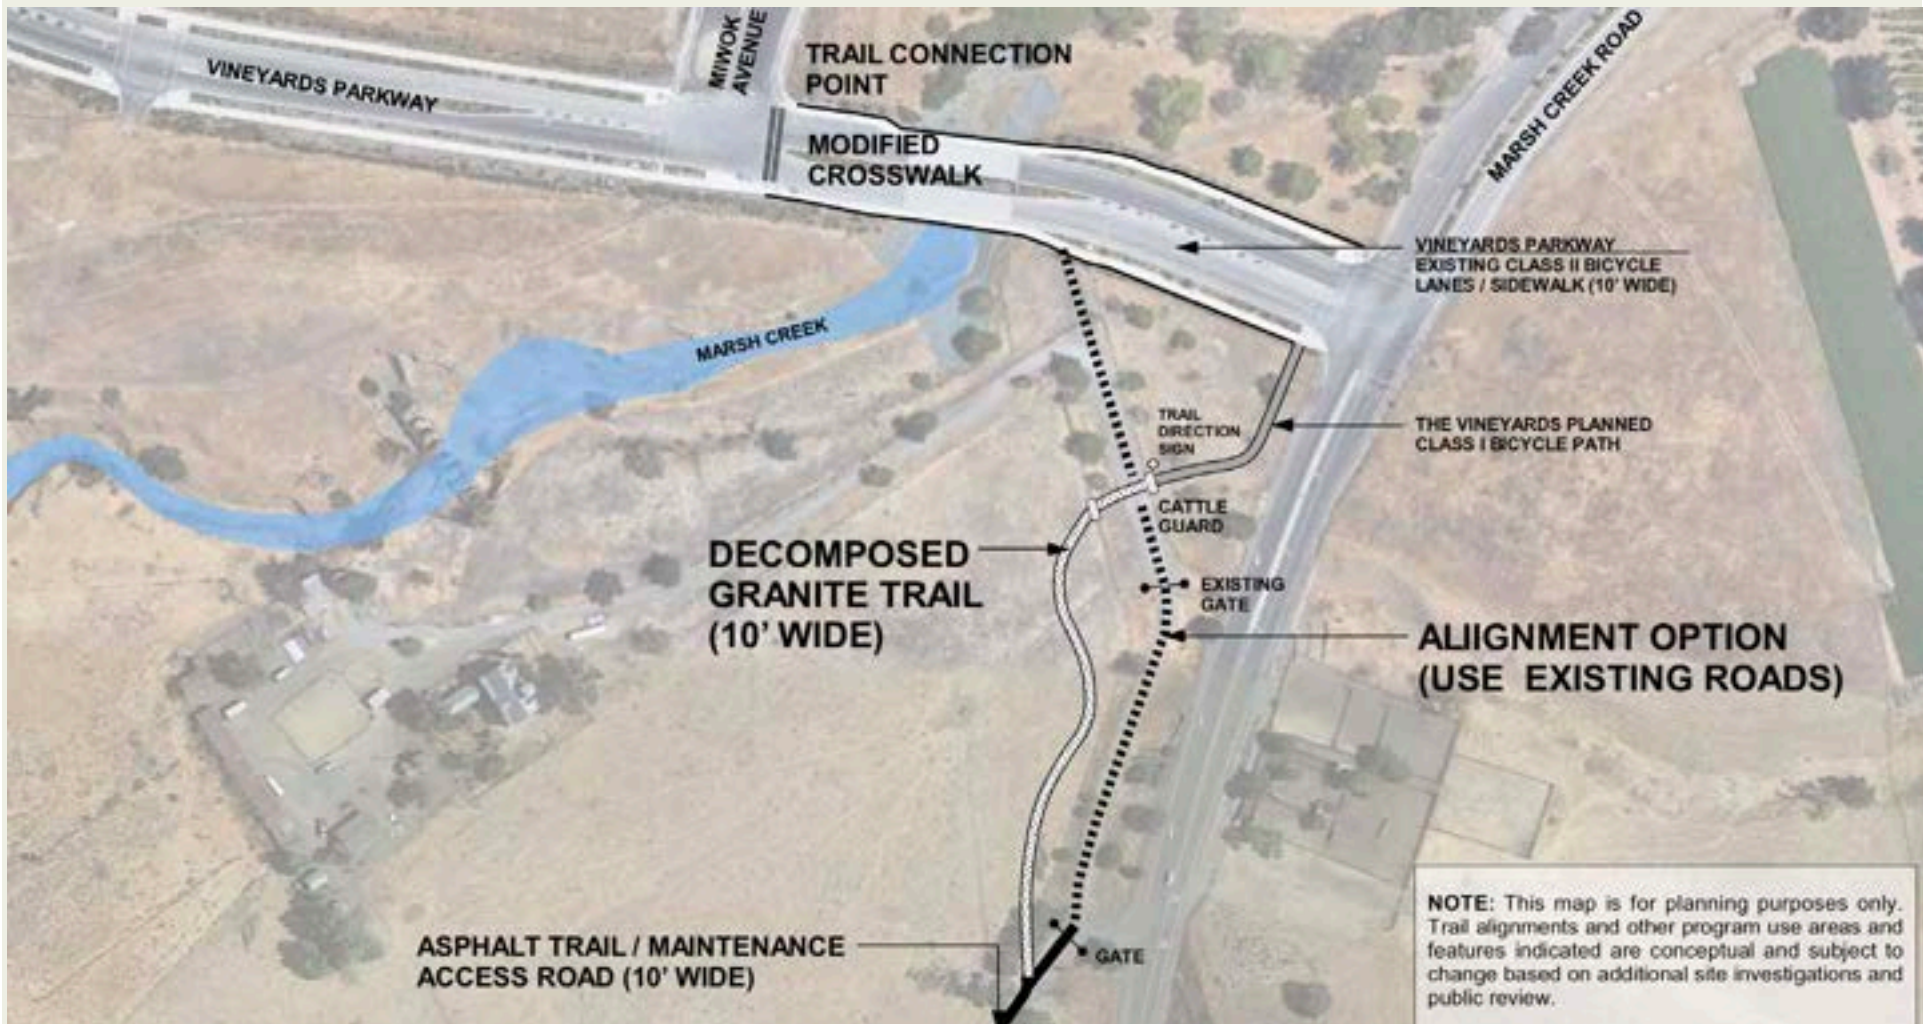 VINEYARDS PARKWAY
MIWOK
AVENUE
TRAIL CONNECTION
POINT
MODIFIED
CROSSWALK
MARSH CREEK ROAD
VINEYARDS PARKWAY
EXISTING CLASS II BICYCLE
LANES / SIDEWALK (10' WIDE)
MARSH CREEK
TRAIL
DIRECTION
SIGN
THE VINEYARDS PLANNED
CLASS I BICYCLE PATH
CATTLE
GUARD
DECOMPOSED
GRANITE TRAIL
(10' WIDE)
EXISTING
GATE
ALIIGNMENT OPTION
(USE EXISTING ROADS)
ASPHALT TRAIL / MAINTENANCE
ACCESS ROAD (10' WIDE)
GATE
NOTE: This map is for planning purposes only.
Trail alignments and other program use areas and
features indicated are conceptual and subject to
change based on additional site investigations and
public review.